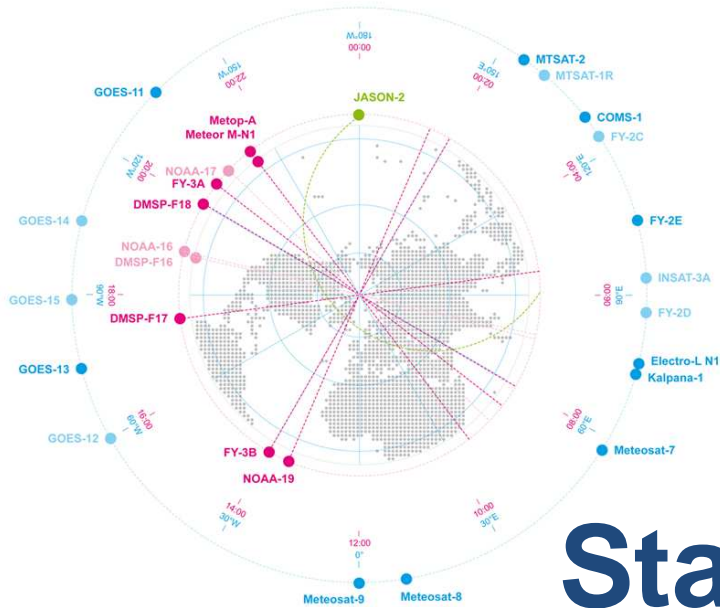 180°W
00:00
150°W
22:00
150°E
02:00
MTSAT-2
MTSAT-1R
GOES-11
JASON-2
COMS-1
FY-2C
Metop-A
Meteor M-N1
120°W
20:00
120°E
04:00
NOAA-17
FY-3A
DMSP-F18
GOES-14
FY-2E
NOAA-16
DMSP-F16
INSAT-3A
GOES-15
90°W
18:00
06:00
90°E
FY-2D
DMSP-F17
GOES-13
Electro-L N1
Kalpana-1
16:00
60°W
08:00
60°E
GOES-12
Meteosat-7
FY-3B
NOAA-19
14:00
30°W
10:00
30°E
12:00
0°
Meteosat-9
Meteosat-8
Sta